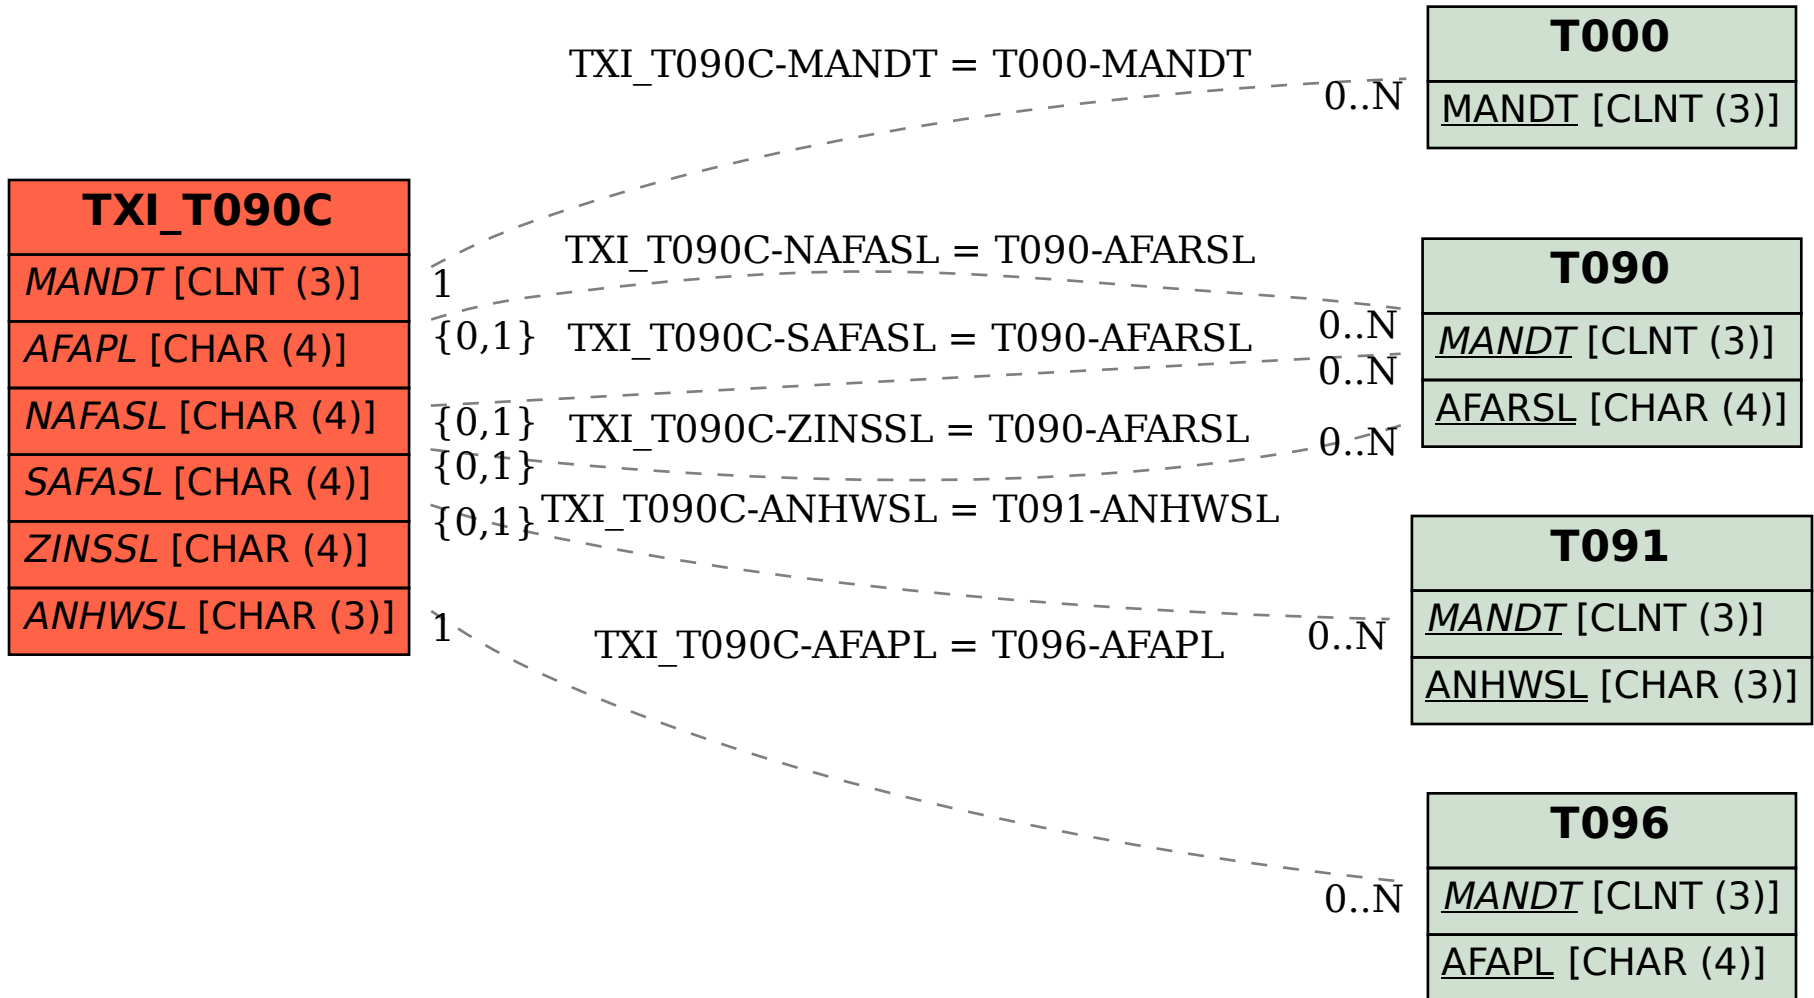 TXI_T090C
MANDT [CLNT (3)]
AFAPL [CHAR (4)]
NAFASL [CHAR (4)]
SAFASL [CHAR (4)]
ZINSSL [CHAR (4)]
ANHWSL [CHAR (3)]
TXI_T090C-MANDT = T000-MANDT
0..N
1
TXI_T090C-NAFASL = T090-AFARSL
0..N
{0,1}
TXI_T090C-SAFASL = T090-AFARSL
0..N
{0,1}
TXI_T090C-ZINSSL = T090-AFARSL
0..N
{0,1}
TXI_T090C-ANHWSL = T091-ANHWSL
0..N
{0,1}
TXI_T090C-AFAPL = T096-AFAPL
0..N
1
T000
MANDT [CLNT (3)]
T090
MANDT [CLNT (3)]
AFARSL [CHAR (4)]
T091
MANDT [CLNT (3)]
ANHWSL [CHAR (3)]
T096
MANDT [CLNT (3)]
AFAPL [CHAR (4)]